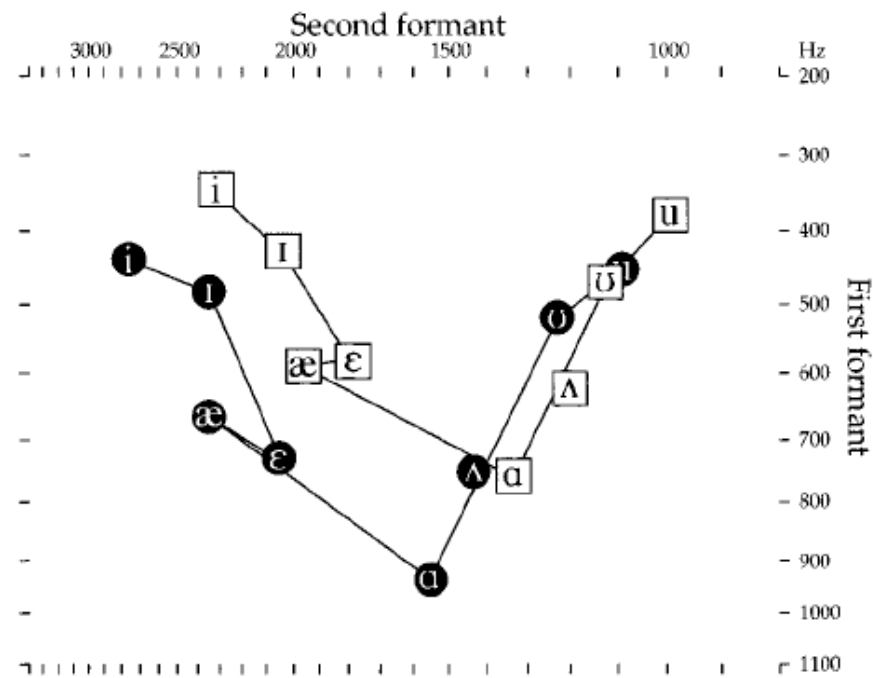 Second formant
3000 2500 2000 1500 1000 Hz
200
300
i
u
400
ɪ
i
u
ʊ
ɪ
500
ʊ
ɛ
æ
600
ʌ
æ
700
ɛ
ʌ
ɑ
800
900
ɑ
1000
1100
First formant